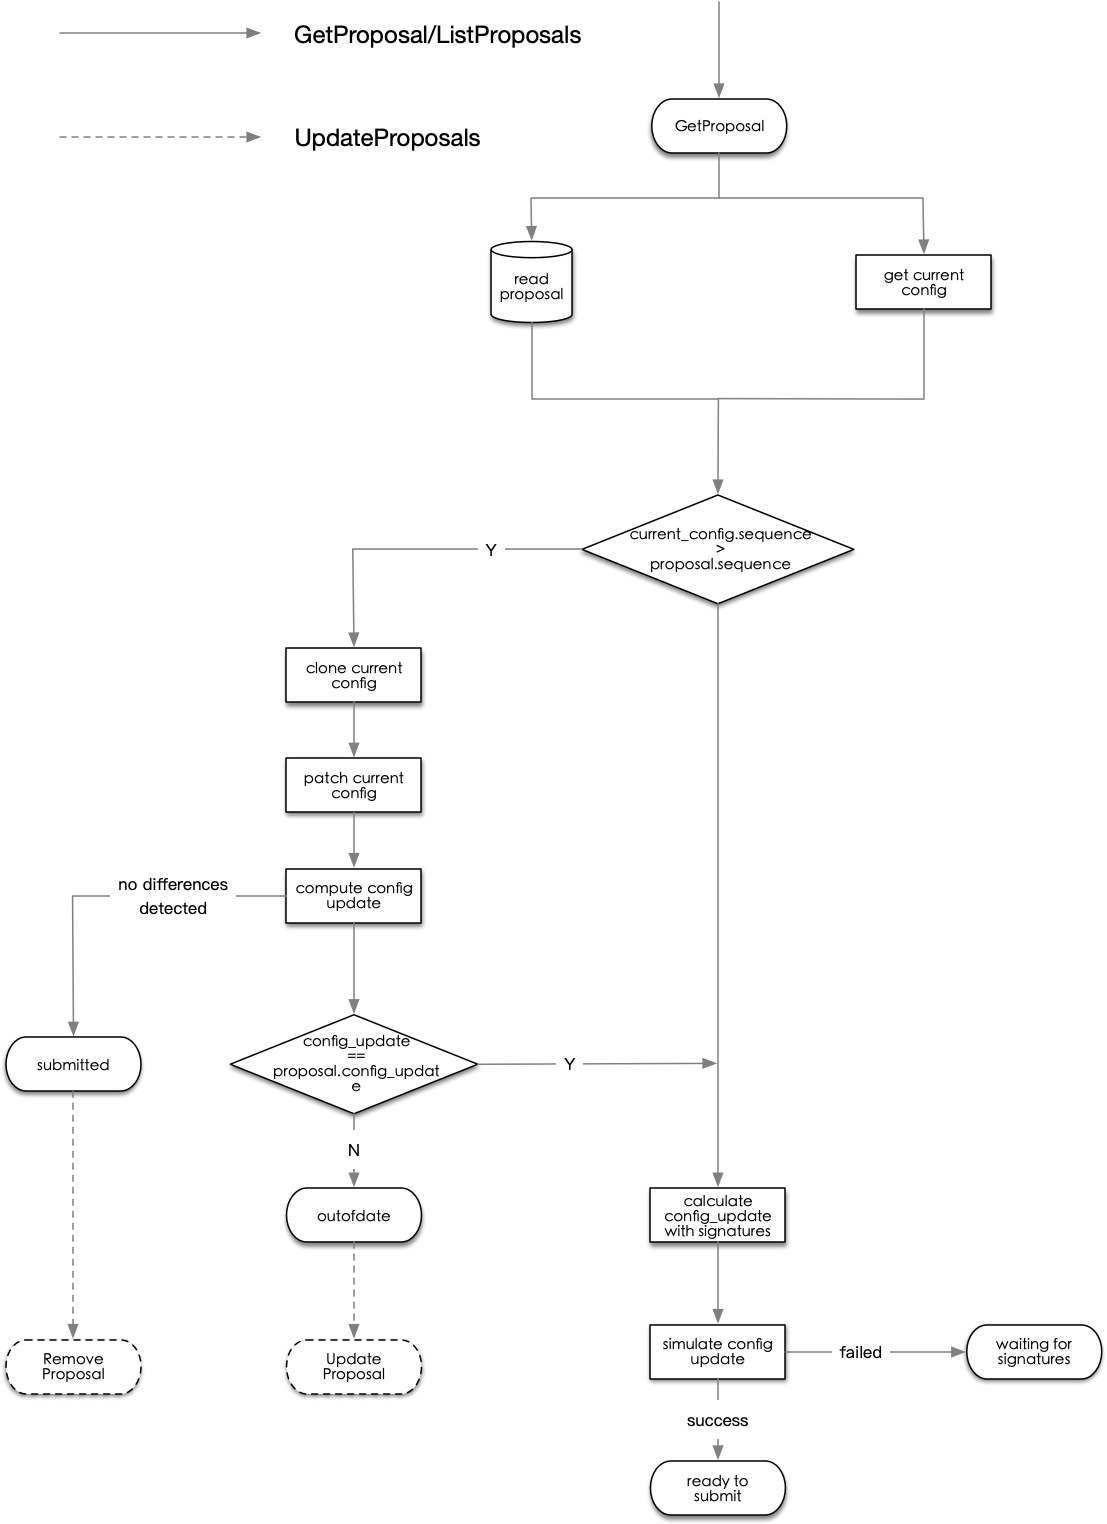 GetProposal/ListProposals
UpdateProposals
GetProposal
read
proposal
get current
config
current_config.sequence
>
proposal.sequence
Y
clone current
config
patch current
config
compute config
update
no differences
detected
submitted
config_update
==
proposal.config_updat
e
Y
N
outofdate
calculate
config_update
with signatures
Remove
Proposal
Update
Proposal
simulate config
update
failed
waiting for
signatures
success
ready to
submit